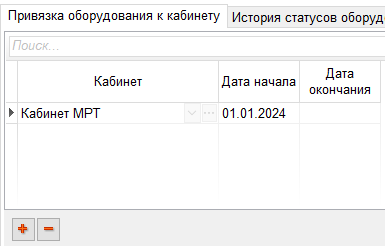 Привязка оборудования к кабинету
История статусов оборуд
Поиск...
Кабинет
Дата начала
Дата
окончания
Кабинет МРТ
01.01.2024